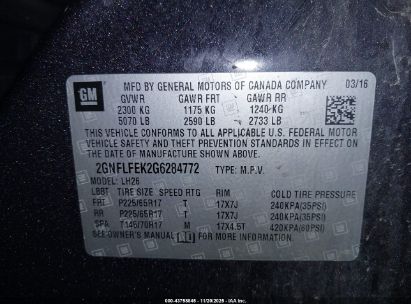 GM
MFD BY GENERAL MOTORS OF CANADA COMPANY 03/16
GVWR GAWR FRT GAWR RR
2300 KG 1175 KG 1240 KG
5070 LB 2590 LB 2733 LB
THIS VEHICLE CONFORMS TO ALL APPLICABLE U.S. FEDERAL MOTOR
VEHICLE SAFETY AND THEFT PREVENTION STANDARDS IN EFFECT ON
THE DATE OF MANUFACTURE SHOWN ABOVE.
2GNFLFEK2G6284772 TYPE: M.P.V.
MODEL: LH26
TIRE SIZE SPEED RTG RIM COLD TIRE PRESSURE
FRT P225/65R17 T 17X7J 240KPA(35PSI)
RR P225/65R17 T 17X7J 240KPA(35PSI)
SPA T145/70R17 M 17X4.5T 420KPA(60PSI)
SEE OWNER'S MANUAL FOR MORE INFORMATION.